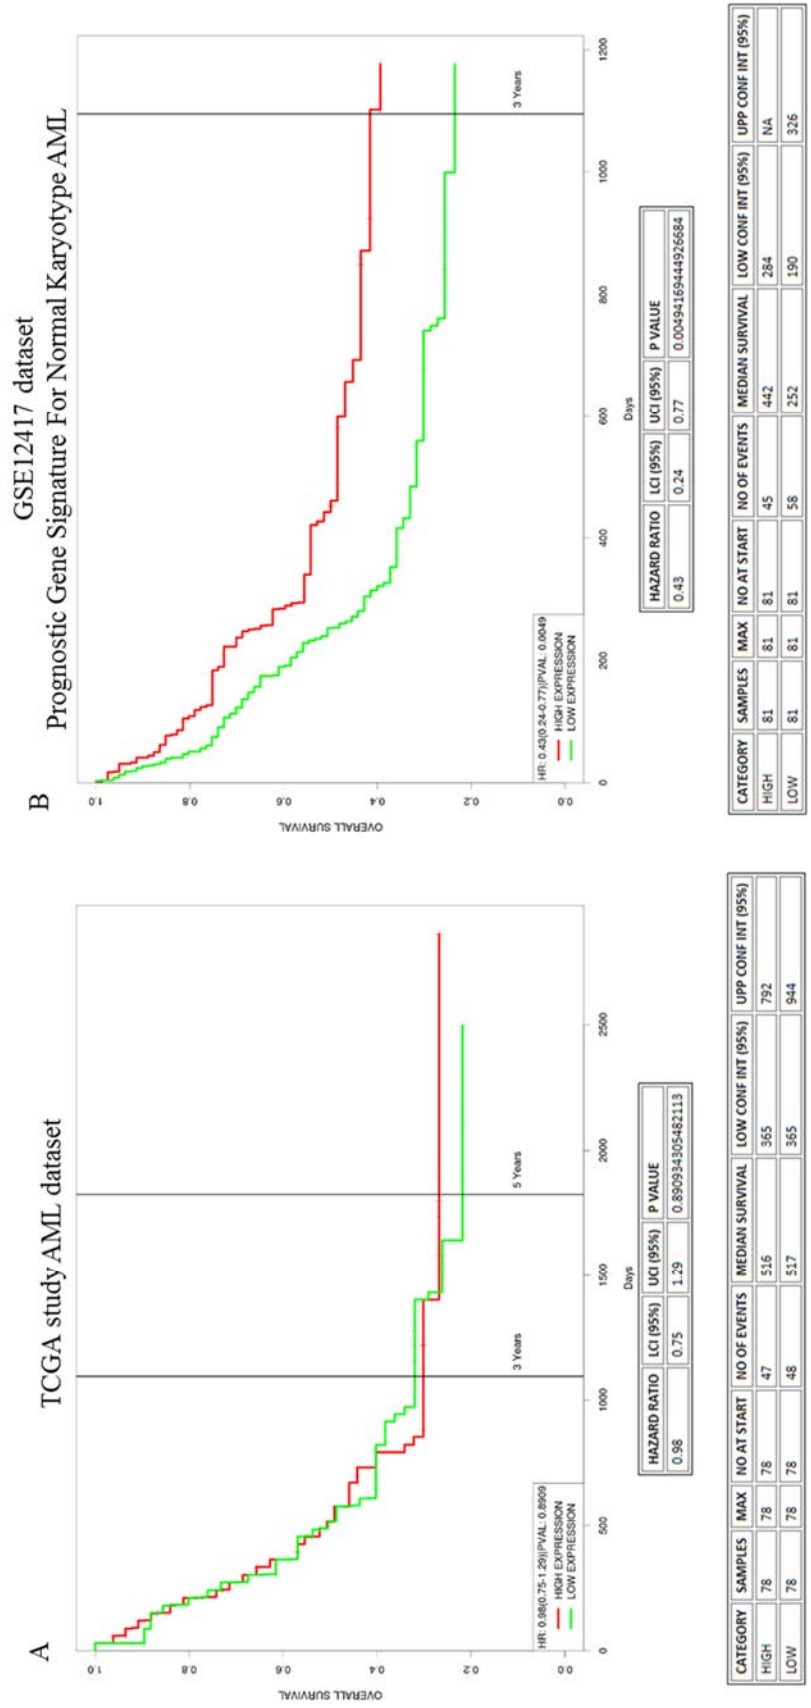 A
TCGA study AML dataset
OVERALL SURVIVAL
1.0
0.8
0.6
0.4
0.2
0.0
3 Years
5 Years
HR: 0.98(0.75-1.29)|PVAL: 0.8909
HIGH EXPRESSION
LOW EXPRESSION
0 500 1000 1500 2000 2500
Days
HAZARD RATIO LCI (95%) UCI (95%) P VALUE
0.98 0.75 1.29 0.890934305482113
CATEGORY SAMPLES MAX NO AT START NO OF EVENTS MEDIAN SURVIVAL LOW CONF INT (95%) UPP CONF INT (95%)
HIGH 78 78 78 47 516 365 792
LOW 78 78 78 48 517 365 944
B
GSE12417 dataset
Prognostic Gene Signature For Normal Karyotype AML
OVERALL SURVIVAL
1.0
0.8
0.6
0.4
0.2
0.0
3 Years
HR: 0.43(0.24-0.77)|PVAL: 0.0049
HIGH EXPRESSION
LOW EXPRESSION
0 200 400 600 800 1000 1200
Days
HAZARD RATIO LCI (95%) UCI (95%) P VALUE
0.43 0.24 0.77 0.00494169444926684
CATEGORY SAMPLES MAX NO AT START NO OF EVENTS MEDIAN SURVIVAL LOW CONF INT (95%) UPP CONF INT (95%)
HIGH 81 81 81 45 442 284 NA
LOW 81 81 81 58 252 190 326